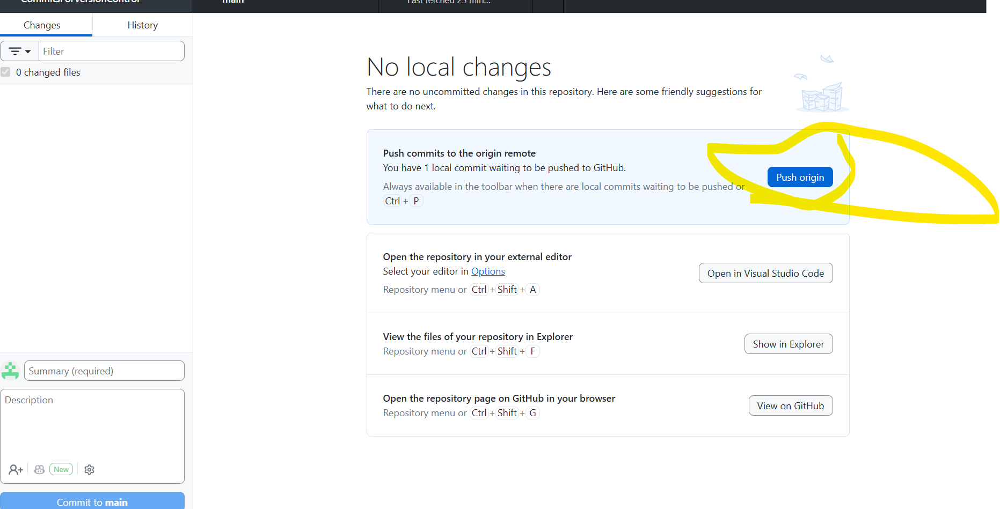 CommitsForVersionControl
main
Last fetched 23 min...
Changes
History
Filter
0 changed files
No local changes
There are no uncommitted changes in this repository. Here are some friendly suggestions for
what to do next.
Push commits to the origin remote
You have 1 local commit waiting to be pushed to GitHub.
Always available in the toolbar when there are local commits waiting to be pushed or
Ctrl + P
Push origin
Open the repository in your external editor
Select your editor in Options
Repository menu or Ctrl + Shift + A
Open in Visual Studio Code
View the files of your repository in Explorer
Repository menu or Ctrl + Shift + F
Show in Explorer
Open the repository page on GitHub in your browser
Repository menu or Ctrl + Shift + G
View on GitHub
Summary (required)
Description
New
Commit to main